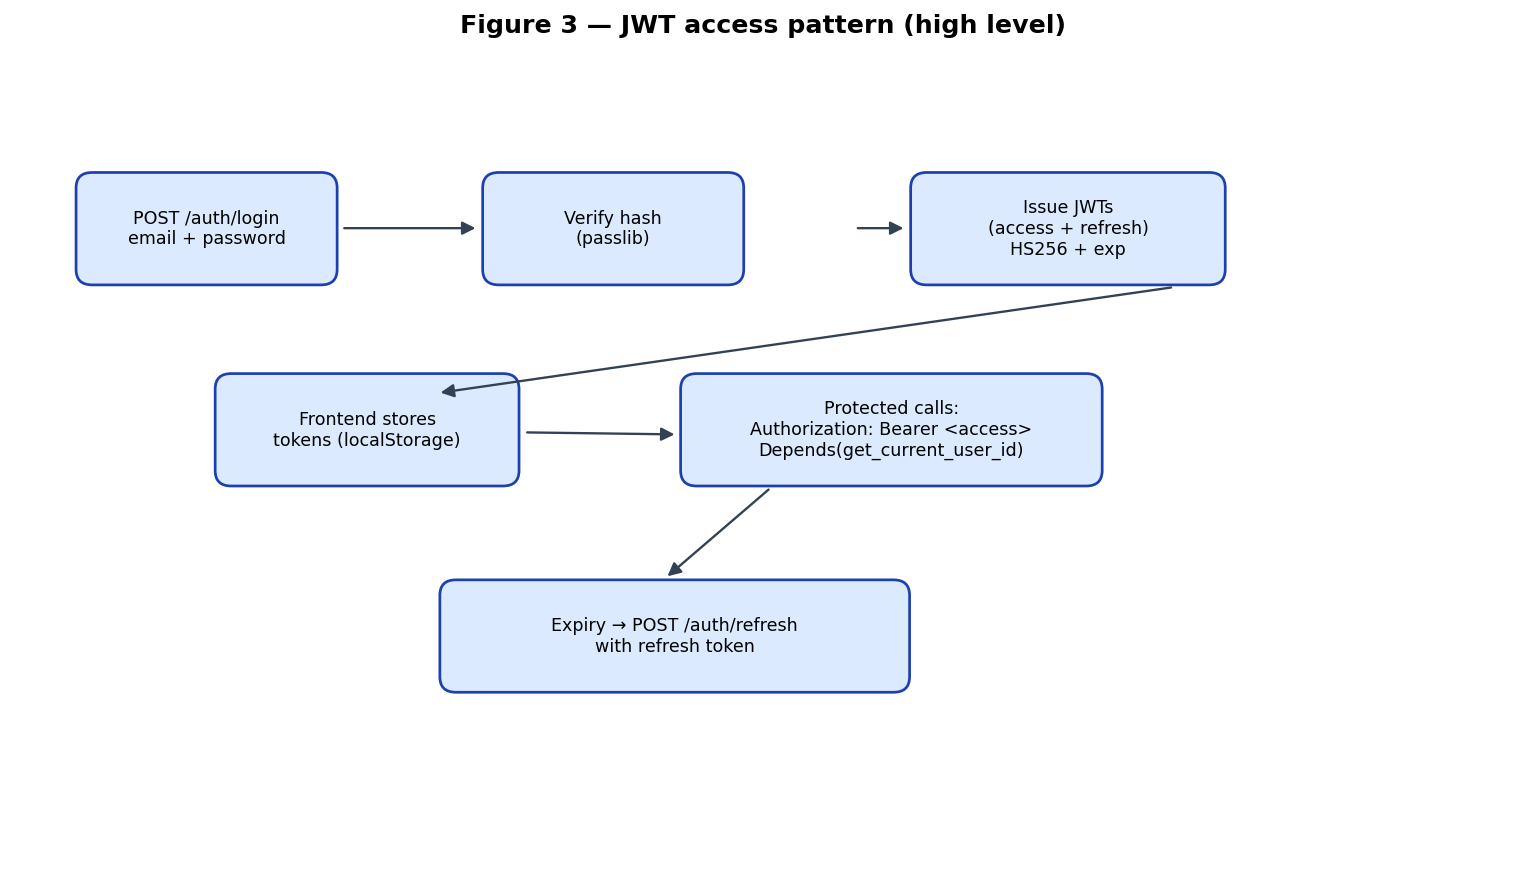 Figure 3 — JWT access pattern (high level)
POST /auth/login
email + password
Verify hash
(passlib)
Issue JWTs
(access + refresh)
HS256 + exp
Frontend stores
tokens (localStorage)
Protected calls:
Authorization: Bearer <access>
Depends(get_current_user_id)
Expiry → POST /auth/refresh
with refresh token